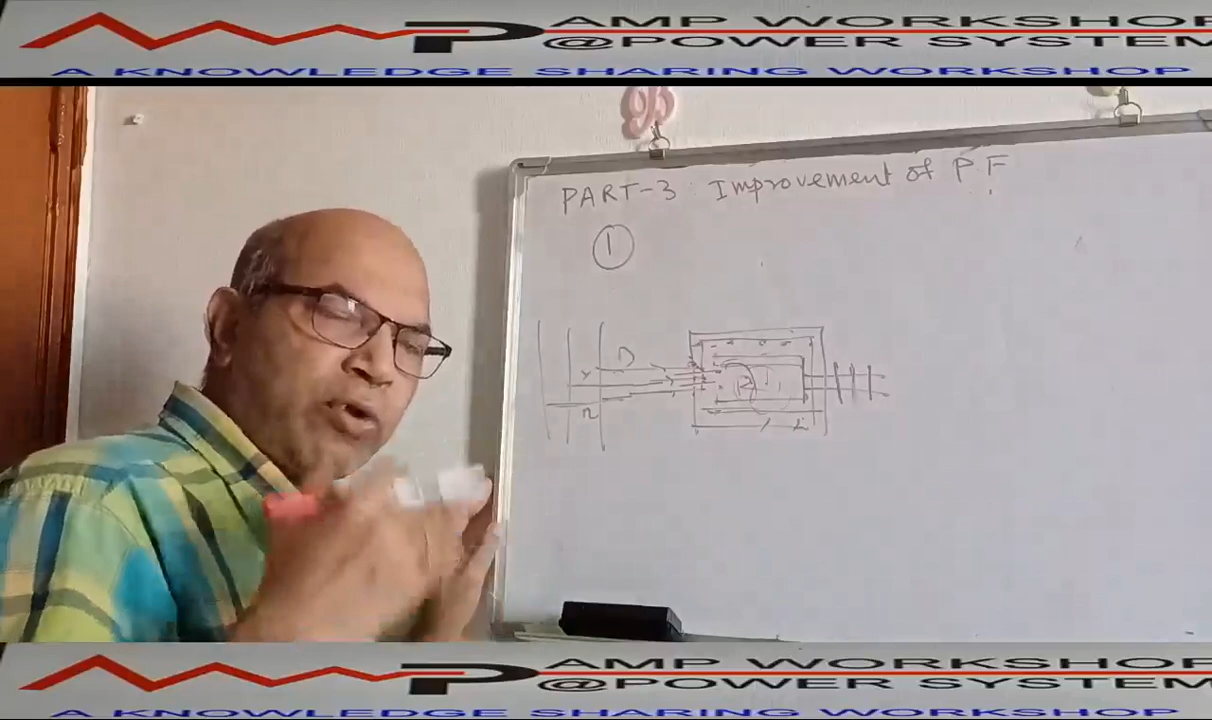 AMP WORKSHOP
@POWER SYSTEM
A KNOWLEDGE SHARING WORKSHOP
PART-3 : Improvement of P.F
1
AMP WORKSHOP
@POWER SYSTEM
A KNOWLEDGE SHARING WORKSHOP